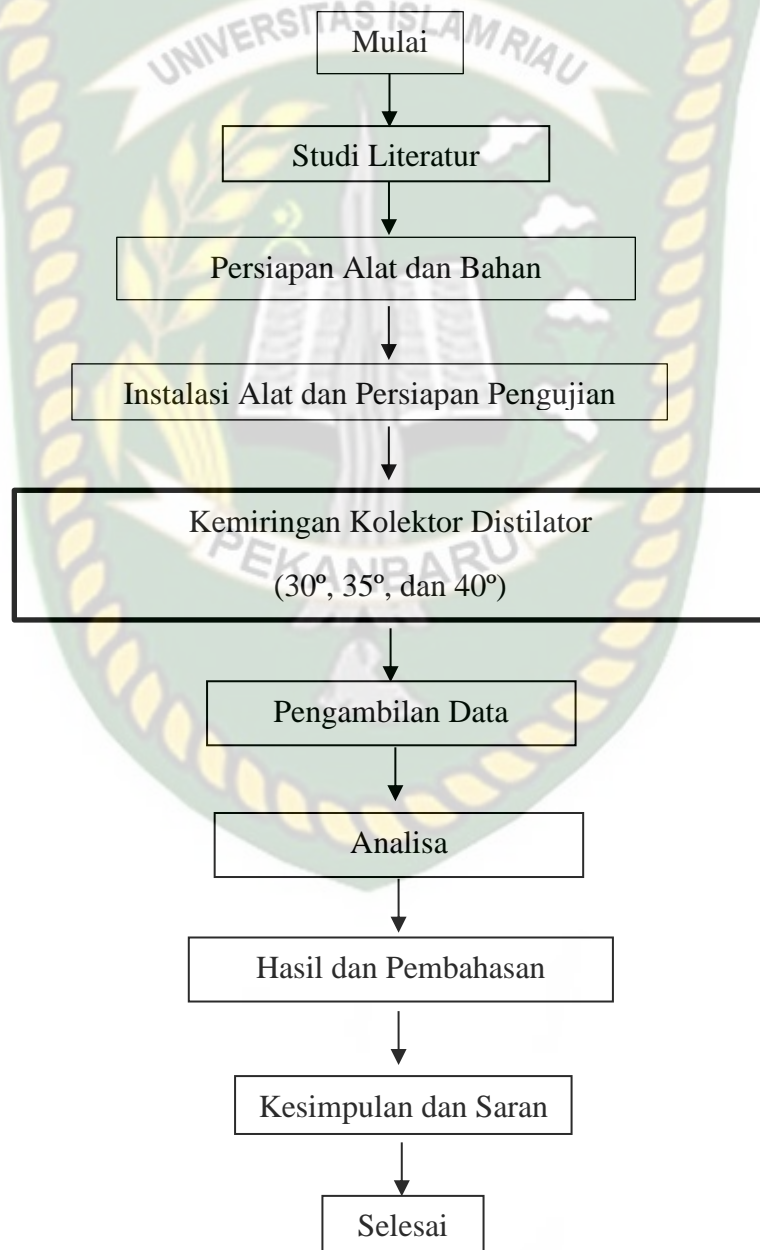 UNIVERSITAS ISLAM RIAU
Mulai
Studi Literatur
Persiapan Alat dan Bahan
Instalasi Alat dan Persiapan Pengujian
Kemiringan Kolektor Distilator
PEKANBARU
(30º, 35º, dan 40º)
Pengambilan Data
Analisa
Hasil dan Pembahasan
Kesimpulan dan Saran
Selesai